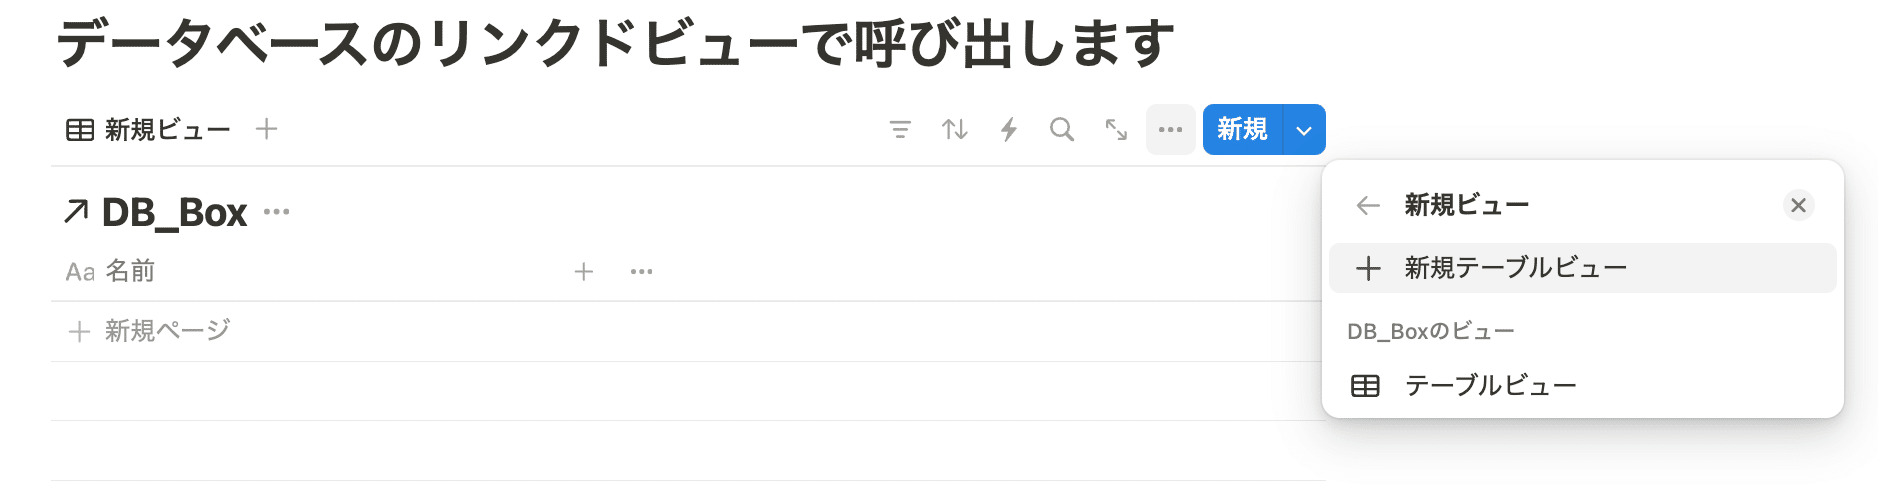 データベースのリンクドビューで呼び出します
新規ビュー
新規
DB_Box
Aa 名前
新規ページ
新規ビュー
新規テーブルビュー
DB_Boxのビュー
テーブルビュー